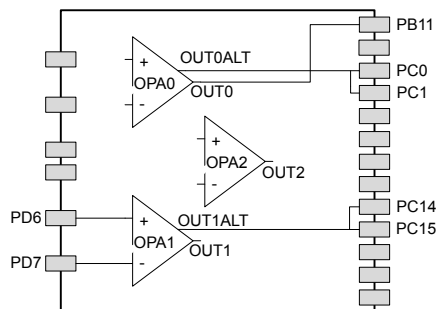 PB11
OUT0ALT
+
PC0
OPA0
-
OUT0
PC1
+
OPA2
-
OUT2
PC14
PD6
+
OUT1ALT
PC15
OPA1
OUT1
PD7
-